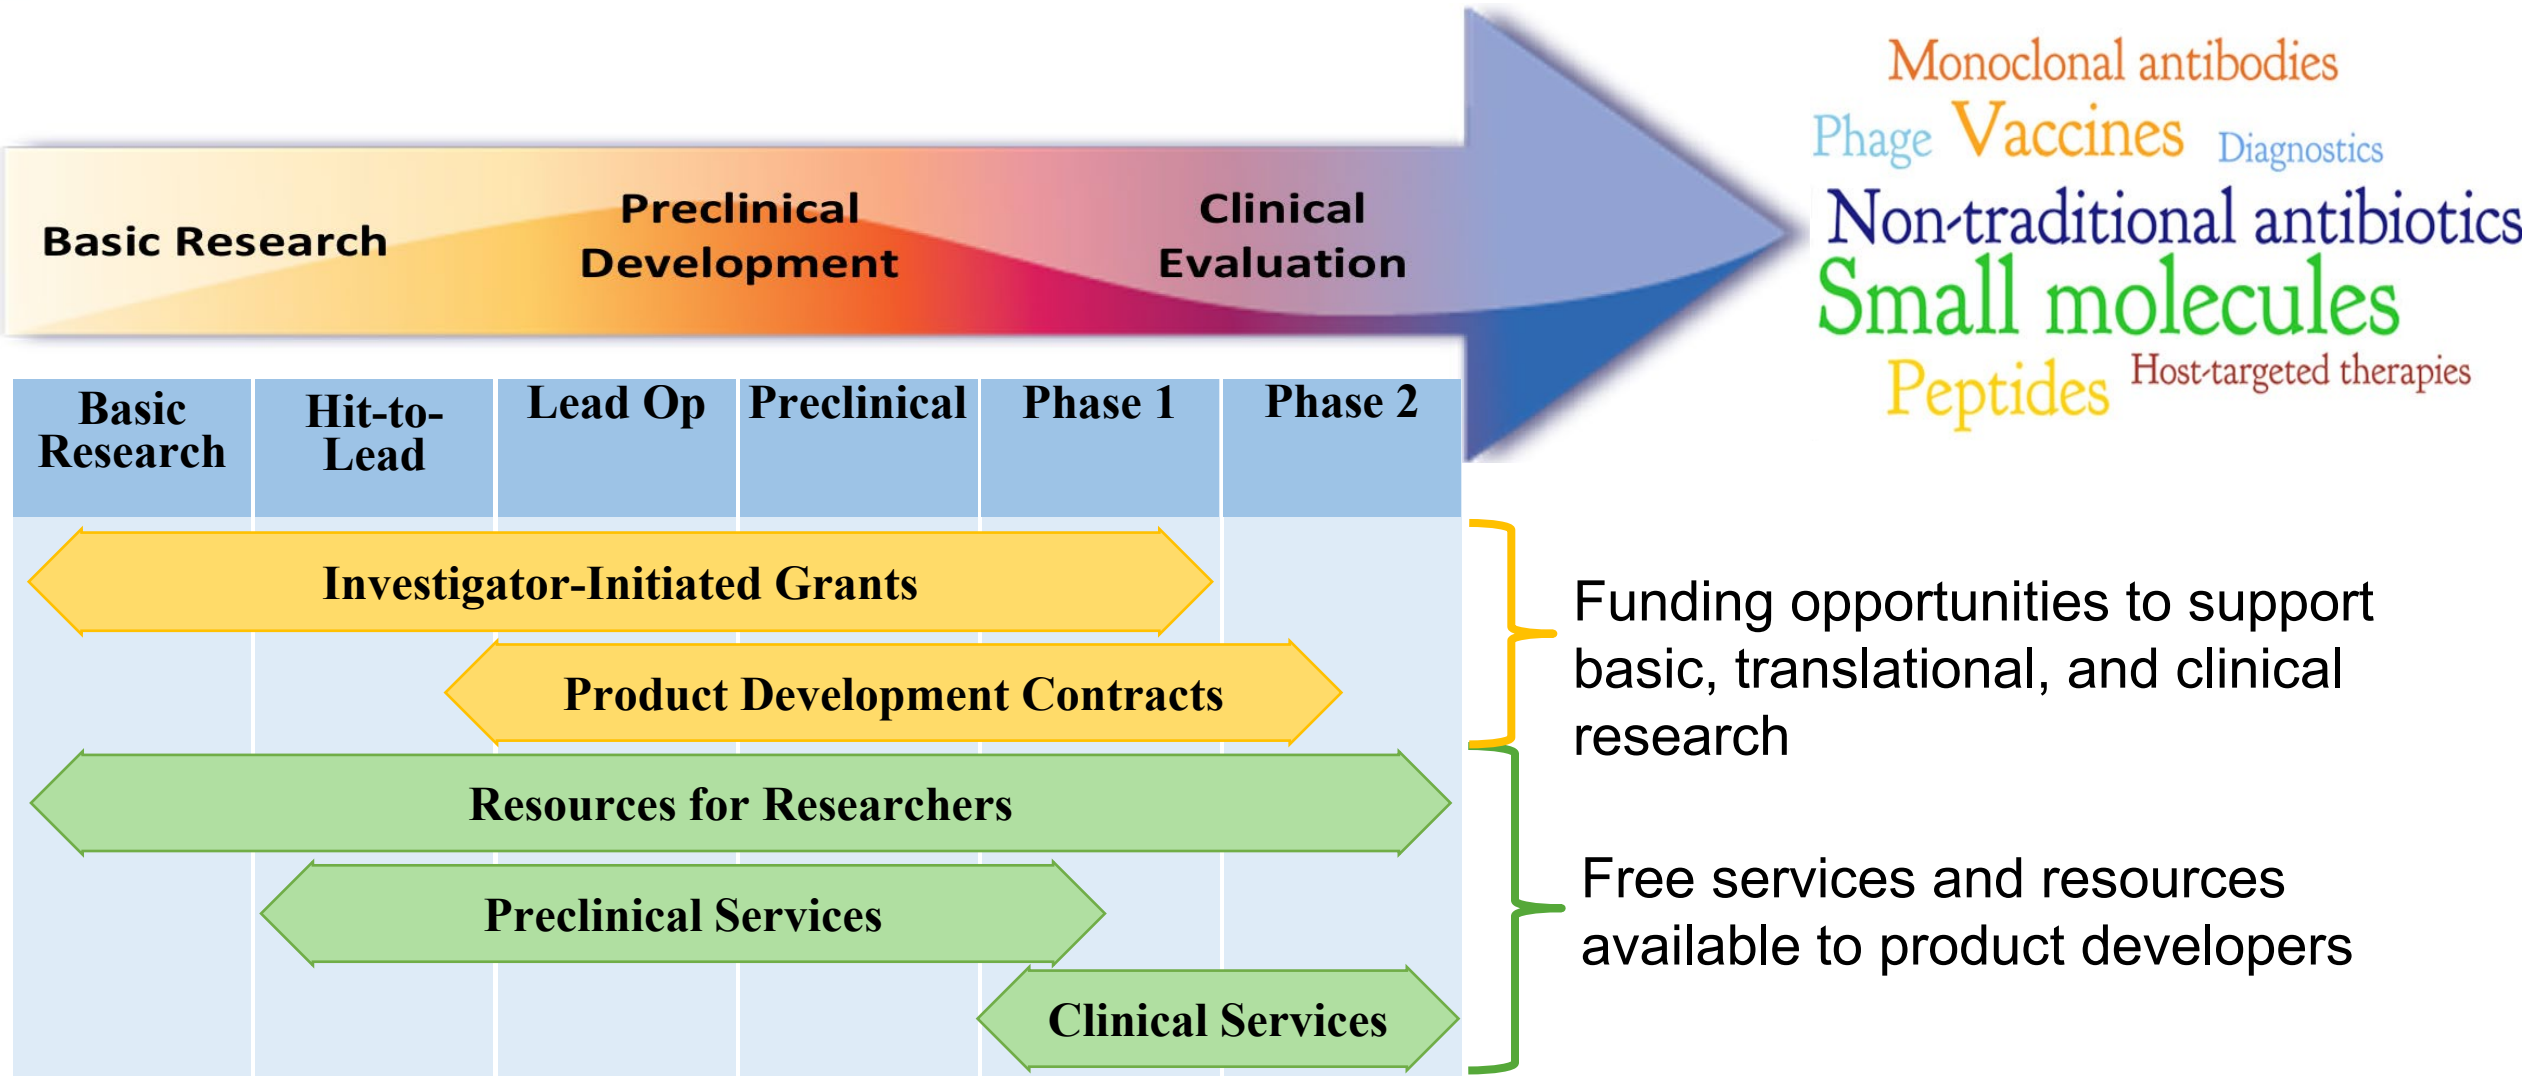 Basic Research
Preclinical
Development
Clinical
Evaluation
Monoclonal antibodies
Phage Vaccines Diagnostics
Non-traditional antibiotics
Small molecules
Peptides Host-targeted therapies
Basic
Research
Hit-to-
Lead
Lead Op
Preclinical
Phase 1
Phase 2
Investigator-Initiated Grants
Product Development Contracts
Resources for Researchers
Preclinical Services
Clinical Services
Funding opportunities to support
basic, translational, and clinical
research
Free services and resources
available to product developers